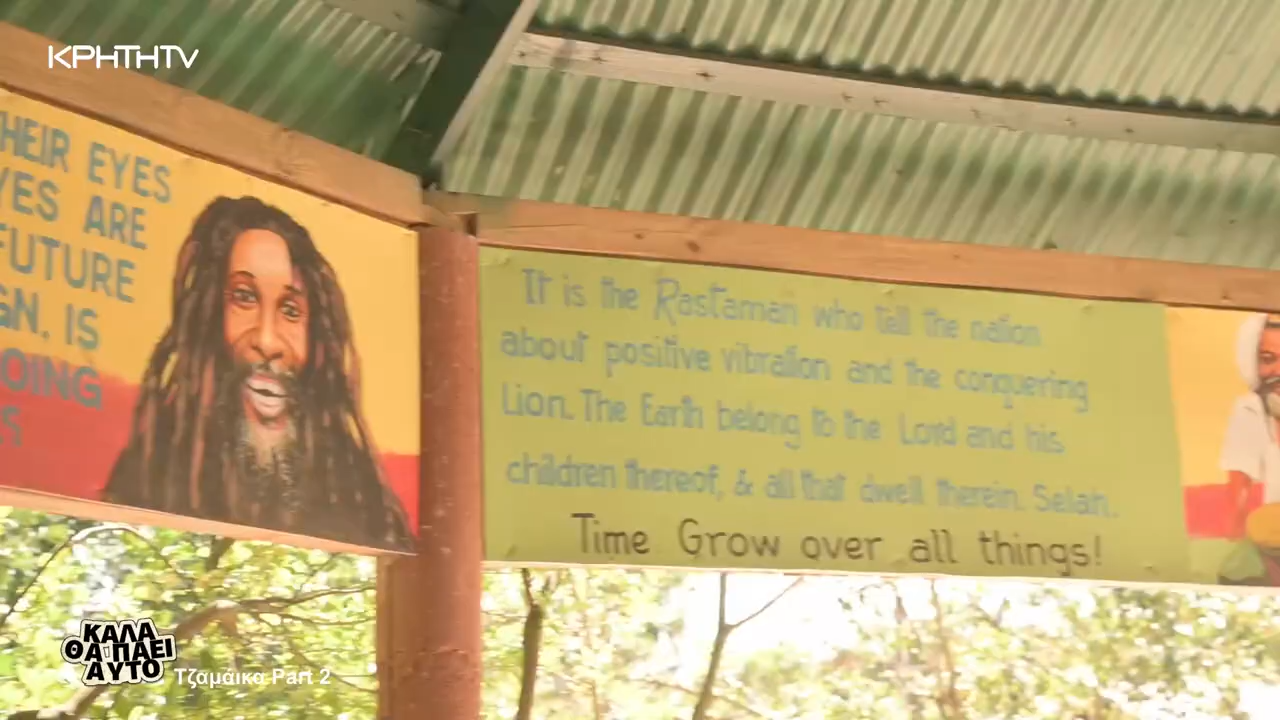 ΚΡΗΤΗTV
THEIR EYES
YES ARE
FUTURE
GN. IS
OING
It is the Rastaman who tell the nation
about positive vibration and the conquering
Lion. The Earth belong to the Lord and his
children thereof, & all that dwell therein. Selah.
Time Grow over all things!
ΚΑΛΑ
ΘΑ ΠΑΕΙ
ΑΥΤΟ
Τζαμάικα Part 2